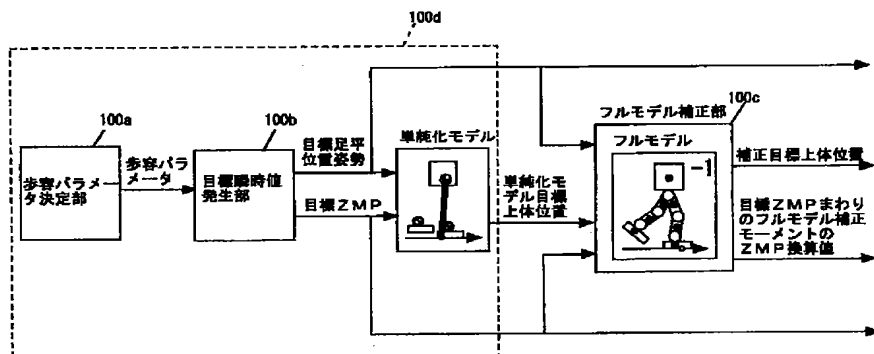 100d
100a
歩容パラメー
タ決定部
歩容パラ
メータ
100b
目標瞬時値
発生部
目標足平
位置姿勢
目標ZMP
単純化モデル
単純化モ
デル目標
上体位置
フルモデル補正部
100c
フルモデル
-1
補正目標上体位置
目標ZMPまわり
のフルモデル補正
モーメントの
ZMP換算値